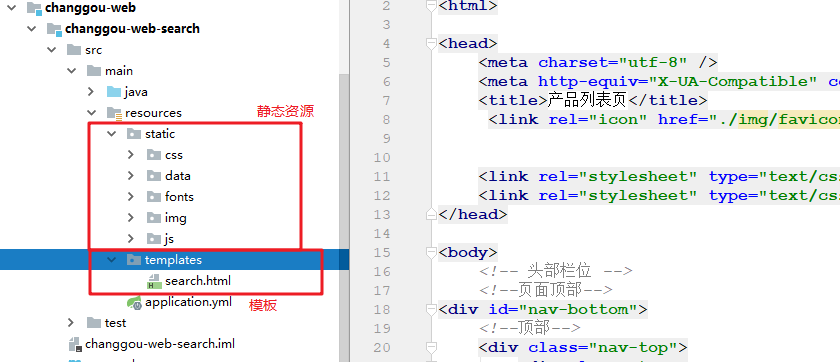 changgou-web
changgou-web-search
src
main
java
resources
静态资源
static
css
data
fonts
img
js
templates
search.html
application.yml
模板
test
changgou-web-search.iml
2 <html>
3
4 <head>
5 <meta charset="utf-8" />
6 <meta http-equiv="X-UA-Compatible" co
7 <title>产品列表页</title>
8 <link rel="icon" href="./img/favicon
9
10
11 <link rel="stylesheet" type="text/cs
12 <link rel="stylesheet" type="text/cs
13 </head>
14
15 <body>
16 <!-- 头部栏位 -->
17 <!--页面顶部-->
18 <div id="nav-bottom">
19 <!--顶部-->
20 <div class="nav-top">